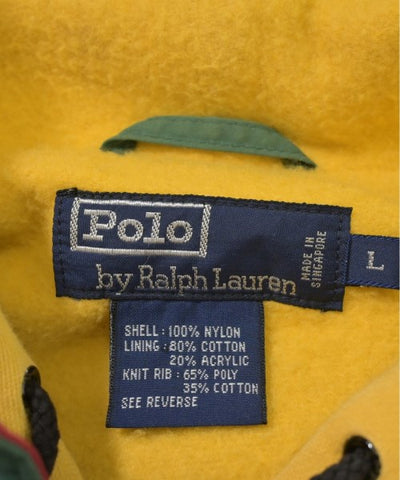 Polo
by Ralph Lauren
MADE IN
SINGAPORE
L
SHELL: 100% NYLON
LINING: 80% COTTON
20% ACRYLIC
KNIT RIB: 65% POLY
35% COTTON
SEE REVERSE